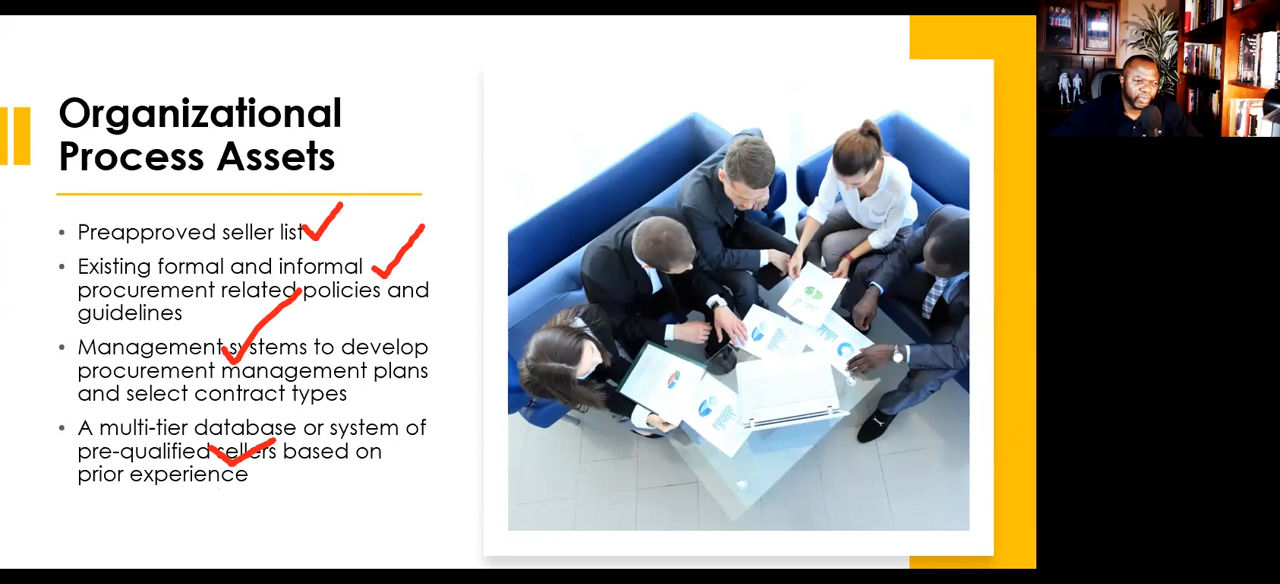 Organizational
Process Assets
• Preapproved seller list
• Existing formal and informal
procurement related policies and
guidelines
• Management systems to develop
procurement management plans
and select contract types
• A multi-tier database or system of
pre-qualified sellers based on
prior experience